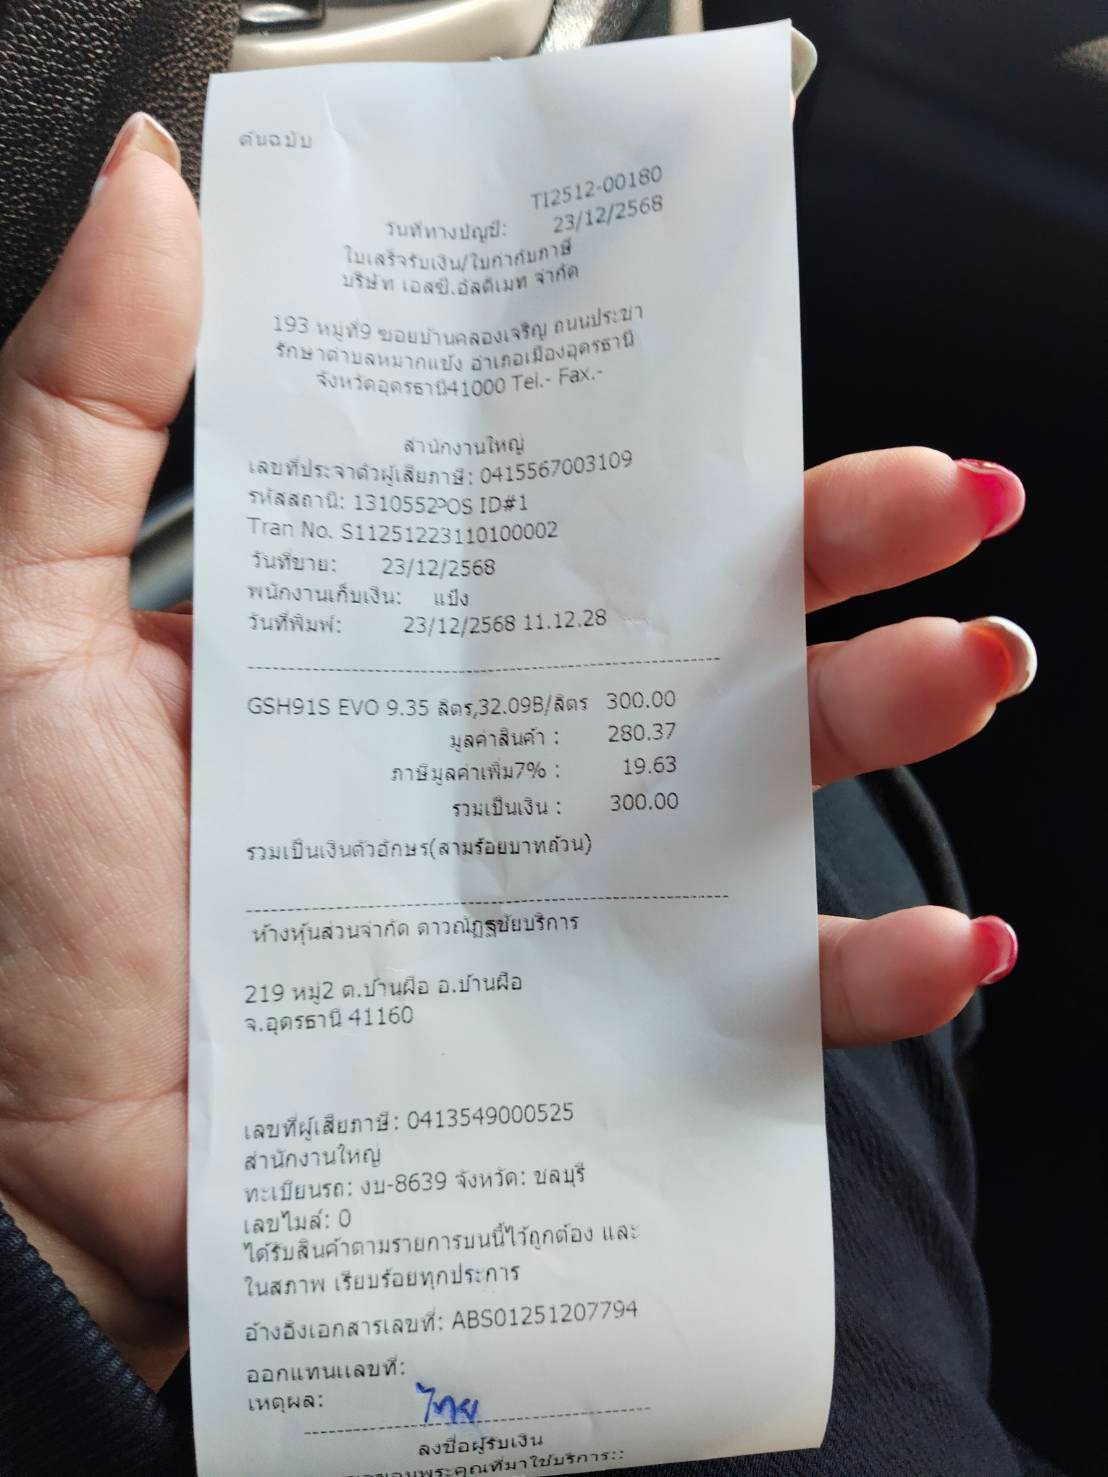 ต้นฉบับ
TI2512-00180
วันที่ทางบัญชี: 23/12/2568
ใบเสร็จรับเงิน/ใบกำกับภาษี
บริษัท เอสซี.อัลติเมท จำกัด
193 หมู่ที่9 ซอยบ้านคลองเจริญ ถนนประชา
รักษาตำบลหมากแข้ง อำเภอเมืองอุดรธานี
จังหวัดอุดรธานี41000 Tel.- Fax.-
สำนักงานใหญ่
เลขที่ประจำตัวผู้เสียภาษี: 0415567003109
รหัสสถานี: 1310552POS ID#1
Tran No. S11251223110100002
วันที่ขาย: 23/12/2568
พนักงานเก็บเงิน: แป้ง
วันที่พิมพ์: 23/12/2568 11.12.28
GSH91S EVO 9.35 ลิตร,32.09B/ลิตร 300.00
มูลค่าสินค้า : 280.37
ภาษีมูลค่าเพิ่ม7% : 19.63
รวมเป็นเงิน : 300.00
รวมเป็นเงินตัวอักษร(สามร้อยบาทถ้วน)
ห้างหุ้นส่วนจำกัด ดาวณัฏฐชัยบริการ
219 หมู่2 ต.บ้านผือ อ.บ้านผือ
จ.อุดรธานี 41160
เลขที่ผู้เสียภาษี: 0413549000525
สำนักงานใหญ่
ทะเบียนรถ: งบ-8639 จังหวัด: ชลบุรี
เลขไมล์: 0
ได้รับสินค้าตามรายการบนนี้ไว้ถูกต้อง และ
ในสภาพ เรียบร้อยทุกประการ
อ้างอิงเอกสารเลขที่: ABS01251207794
ออกแทนเลขที่:
เหตุผล:
ไทย
ลงชื่อผู้รับเงิน
ขอบพระคุณที่มาใช้บริการ::